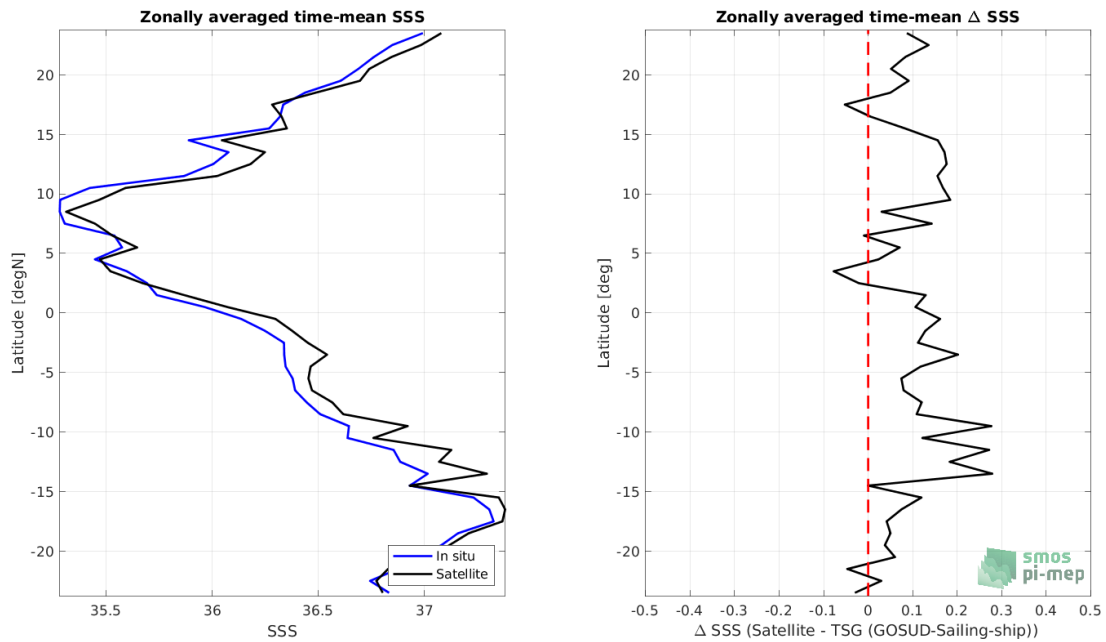 Zonally averaged time-mean SSS
Latitude [degN]
20
15
10
5
0
-5
-10
-15
-20
35.5 36 36.5 37
SSS
In situ
Satellite
Zonally averaged time-mean Δ SSS
Latitude [deg]
20
15
10
5
0
-5
-10
-15
-20
-0.5 -0.4 -0.3 -0.2 -0.1 0 0.1 0.2 0.3 0.4 0.5
Δ SSS (Satellite - TSG (GOSUD-Sailing-ship))
smos
pi-mep